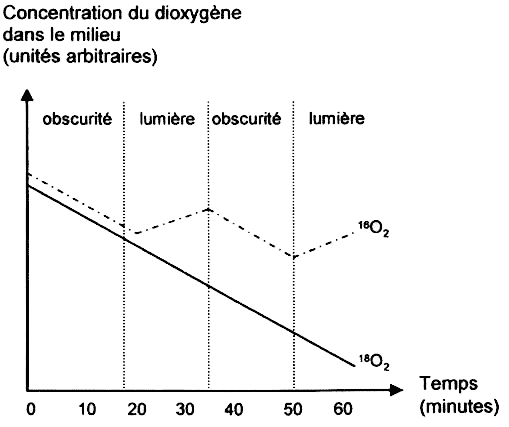 Concentration du dioxygène
dans le milieu
(unités arbitraires)
obscurité lumière obscurité lumière
¹⁶O₂
¹⁸O₂
0 10 20 30 40 50 60
Temps
(minutes)